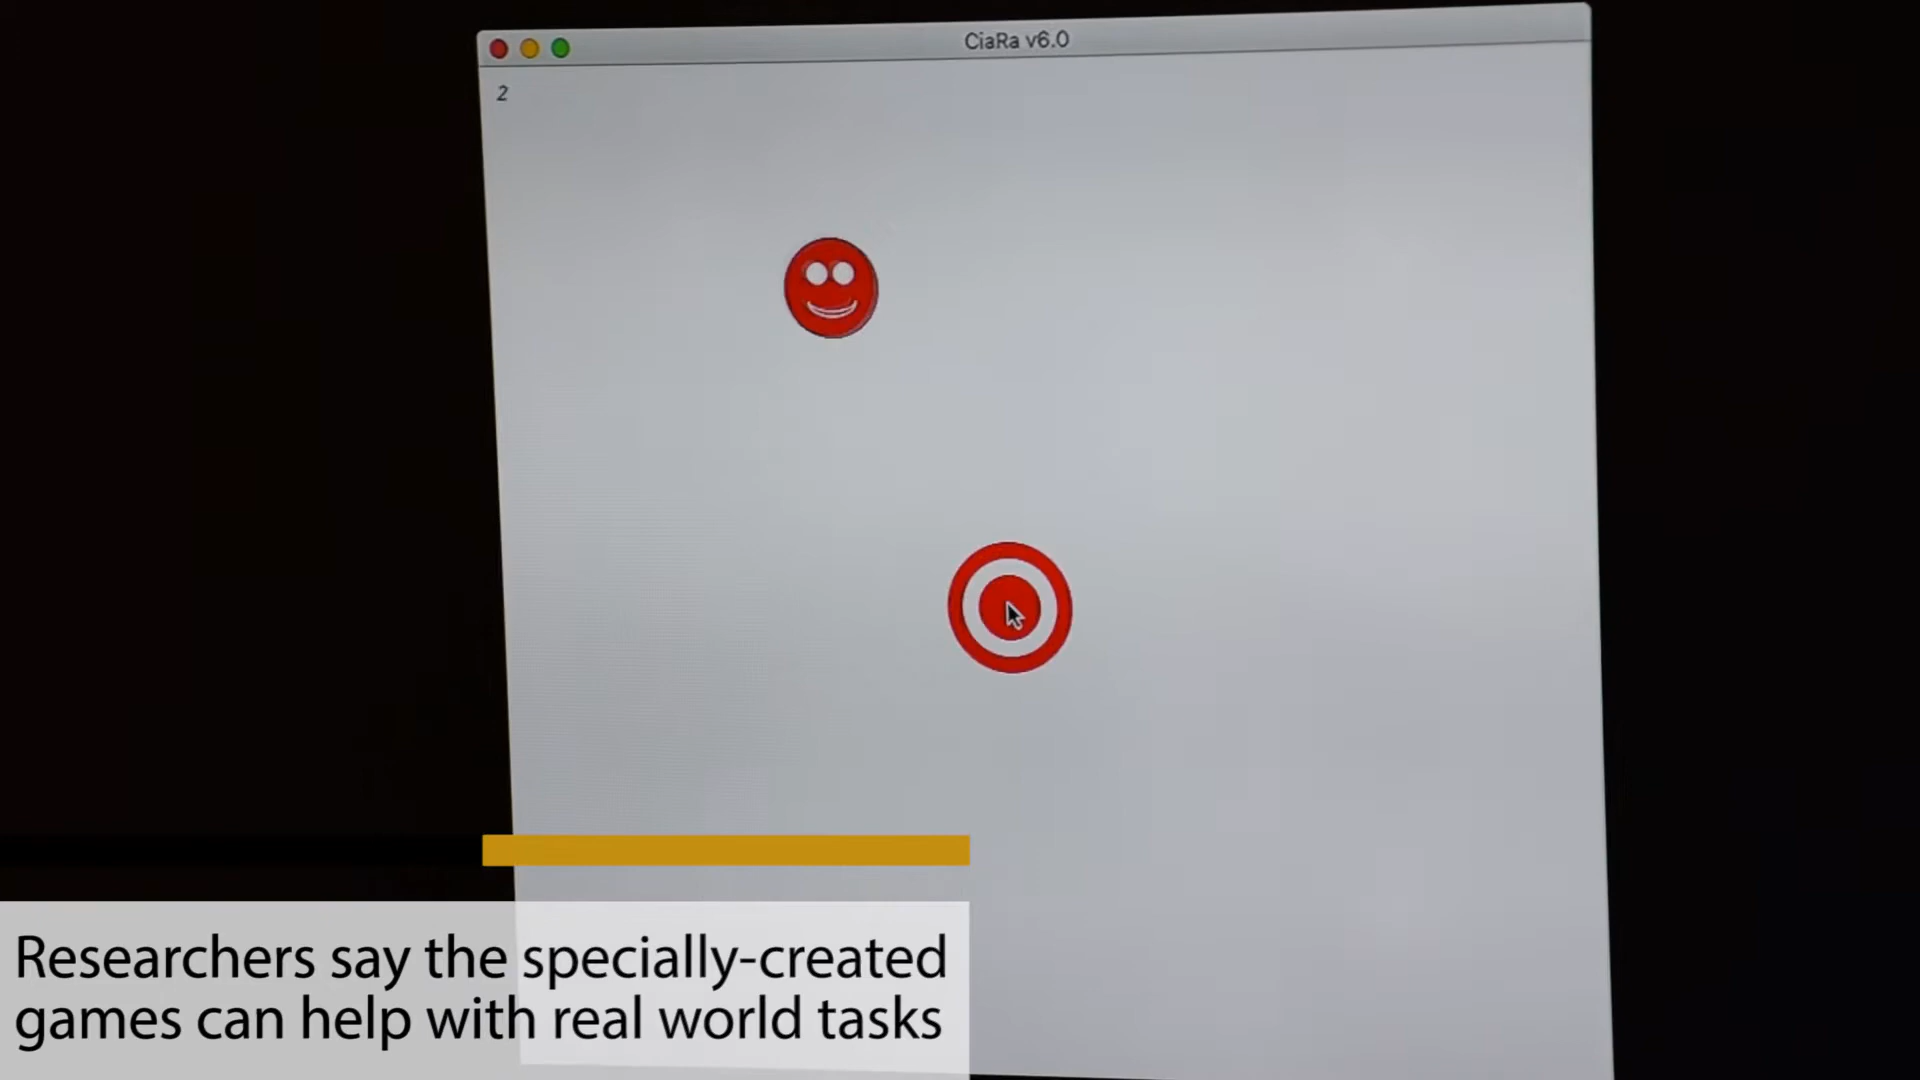 CiaRa v6.0
2
Researchers say the specially-created
games can help with real world tasks